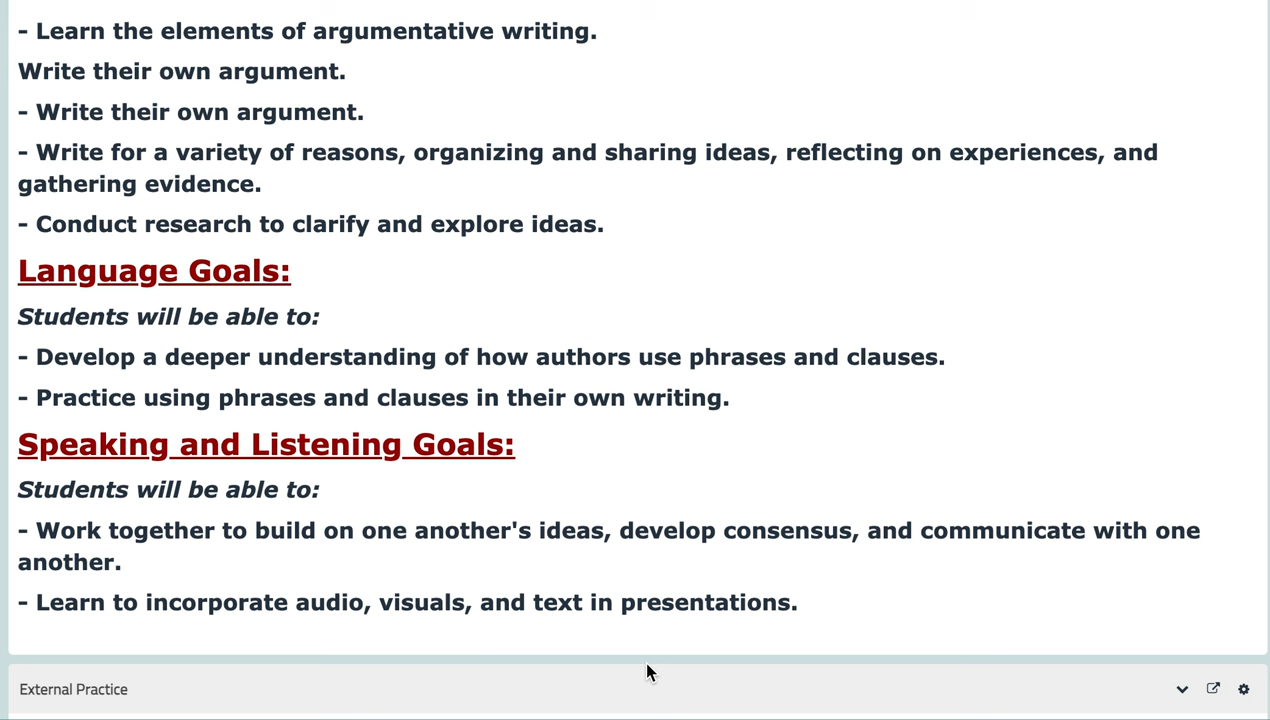 - Learn the elements of argumentative writing.
Write their own argument.
- Write their own argument.
- Write for a variety of reasons, organizing and sharing ideas, reflecting on experiences, and
gathering evidence.
- Conduct research to clarify and explore ideas.
Language Goals:
Students will be able to:
- Develop a deeper understanding of how authors use phrases and clauses.
- Practice using phrases and clauses in their own writing.
Speaking and Listening Goals:
Students will be able to:
- Work together to build on one another's ideas, develop consensus, and communicate with one
another.
- Learn to incorporate audio, visuals, and text in presentations.
External Practice